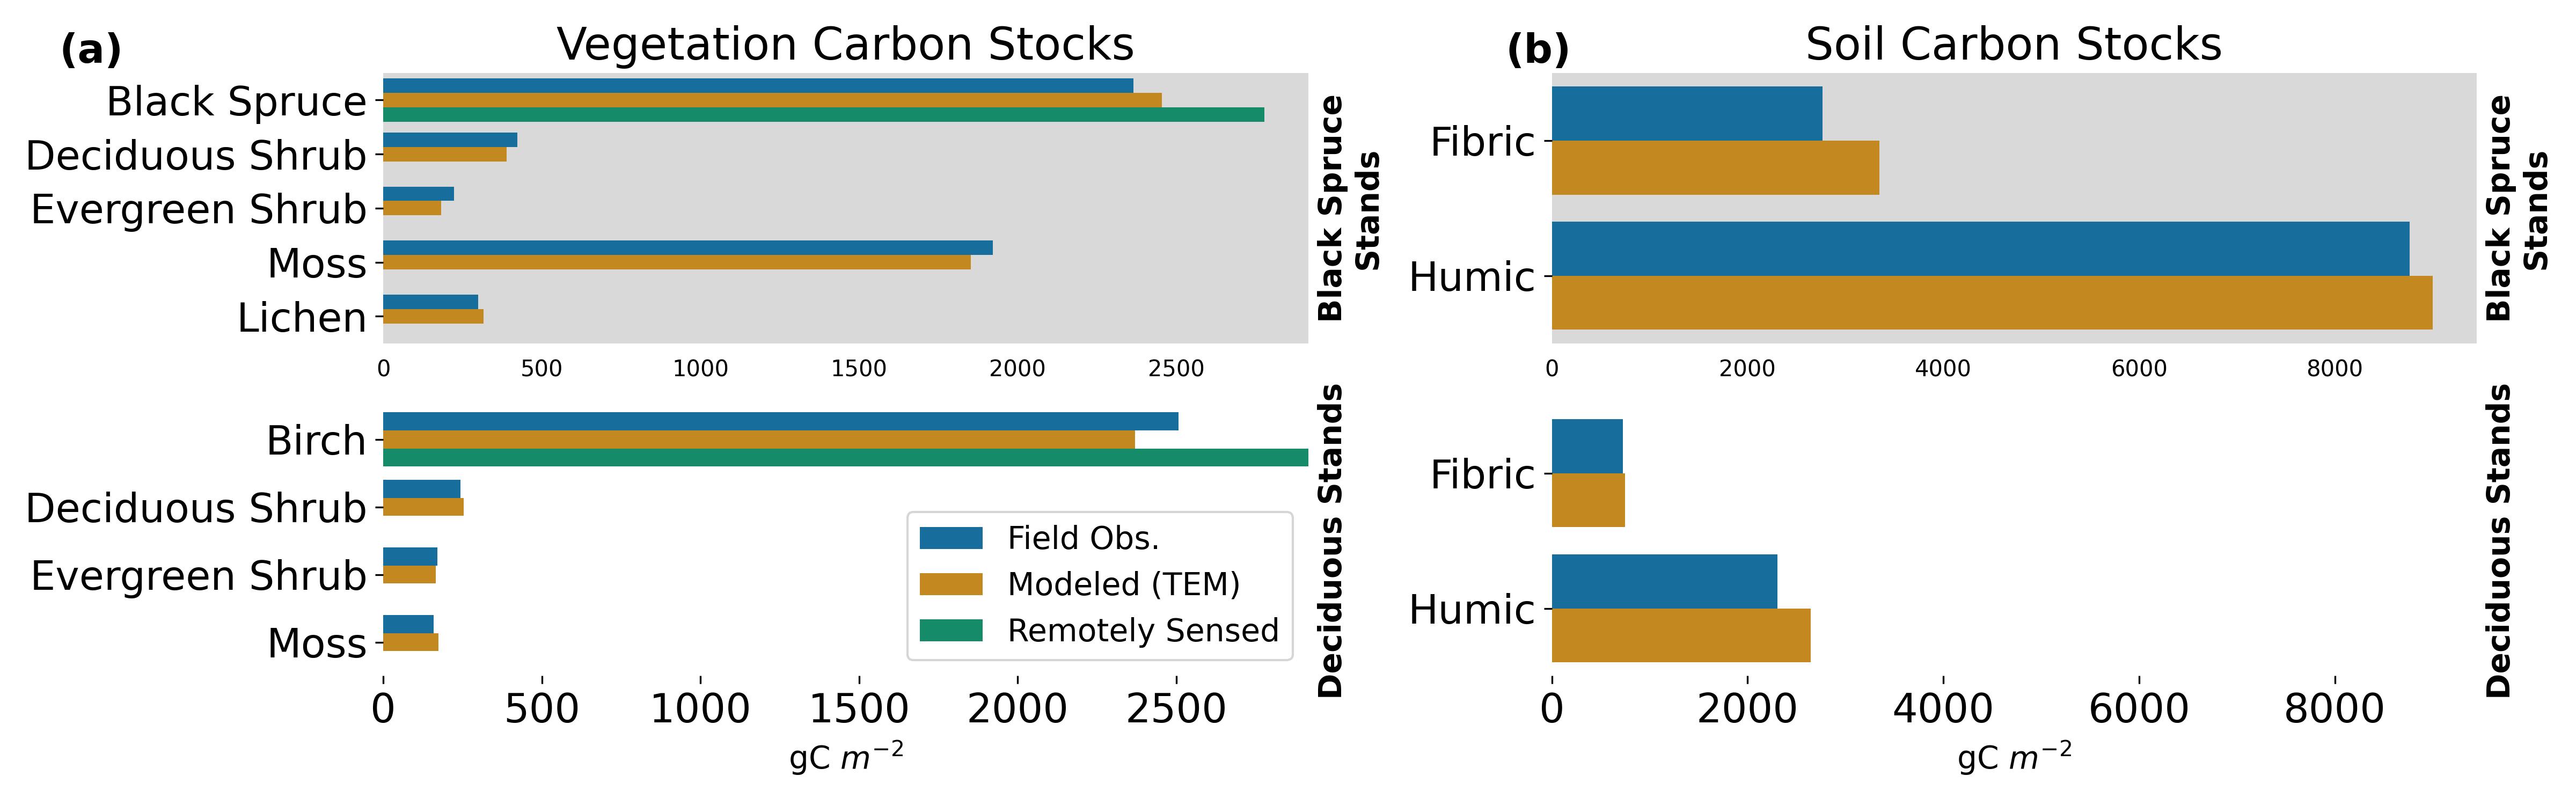 (a)
Vegetation Carbon Stocks
Black Spruce
Deciduous Shrub
Evergreen Shrub
Moss
Lichen
0 500 1000 1500 2000 2500
Black Spruce
Stands
Birch
Deciduous Shrub
Evergreen Shrub
Moss
Field Obs.
Modeled (TEM)
Remotely Sensed
0 500 1000 1500 2000 2500
gC m⁻²
Deciduous Stands
(b)
Soil Carbon Stocks
Fibric
Humic
0 2000 4000 6000 8000
Black Spruce
Stands
Fibric
Humic
0 2000 4000 6000 8000
gC m⁻²
Deciduous Stands